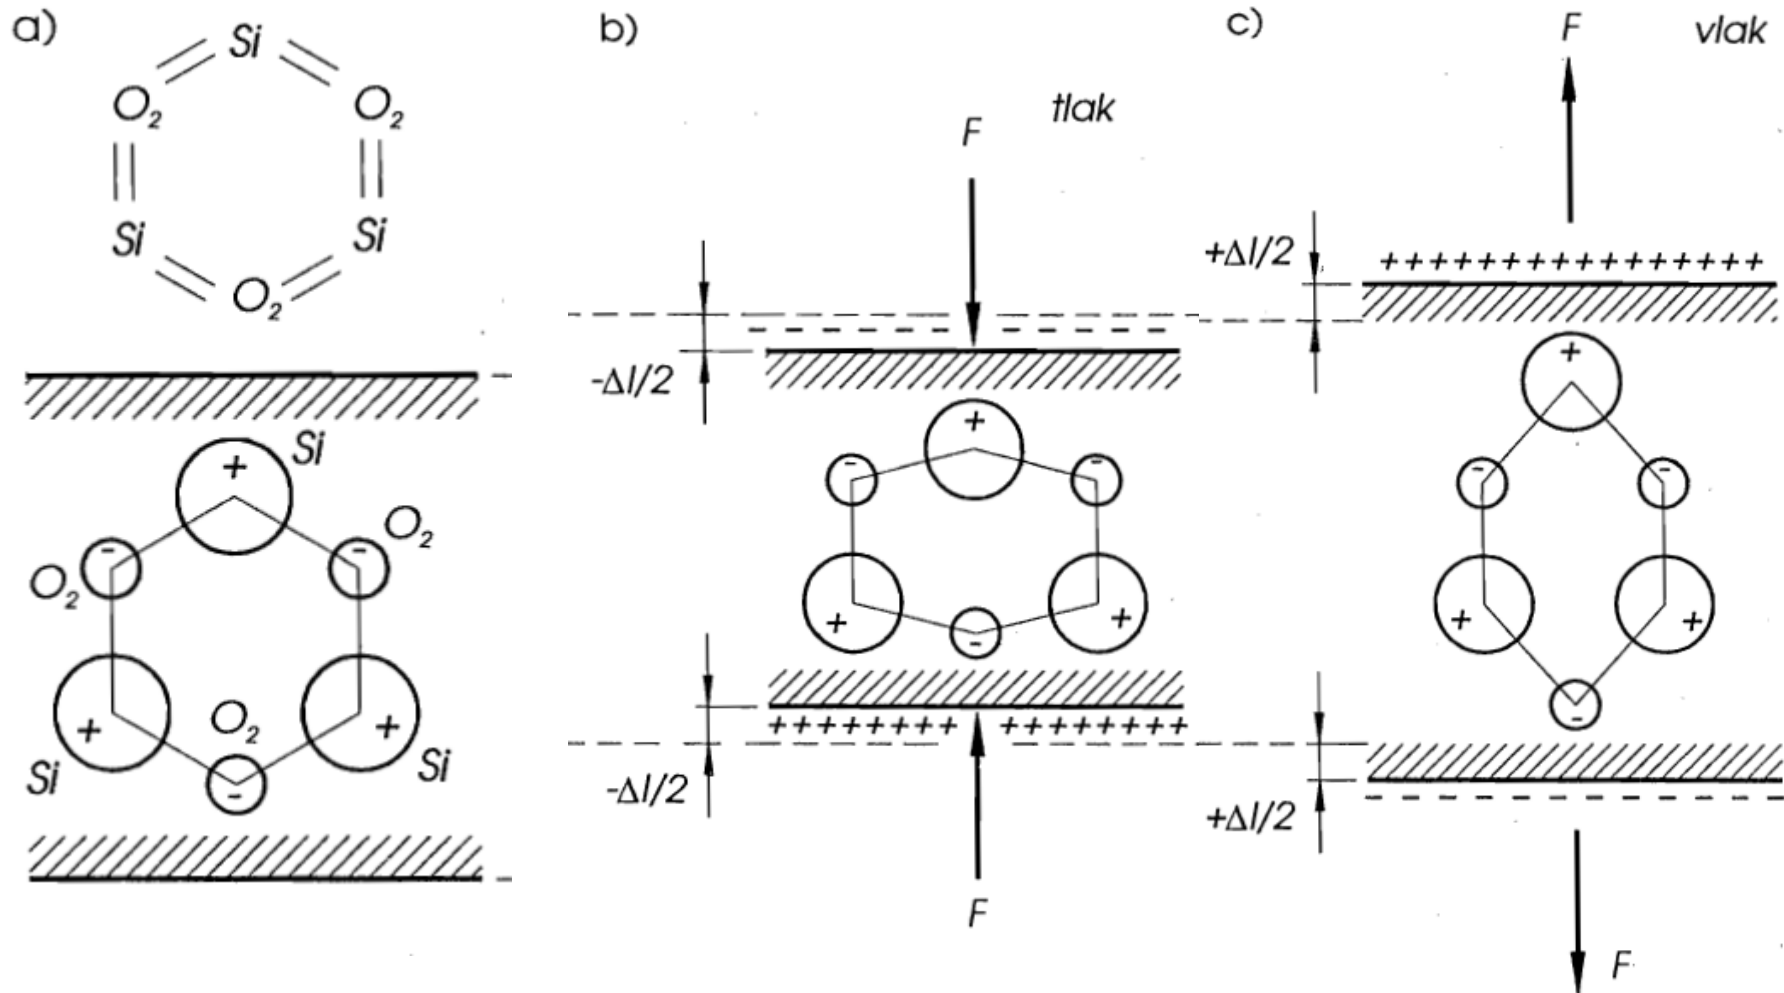 a)
Si
O₂ O₂
Si Si
O₂
+ Si
- -
O₂ O₂
+ O₂ +
Si - Si
b)
tlak
F
- - - - - - - - - - - - - - -
-Δl/2
+
- -
+ +
-
++++++++ ++++++++
-Δl/2
F
c)
F vlak
+Δl/2
++++++++++++++++
+
- -
+ +
-
+Δl/2
- - - - - - - - - - - - - - -
F